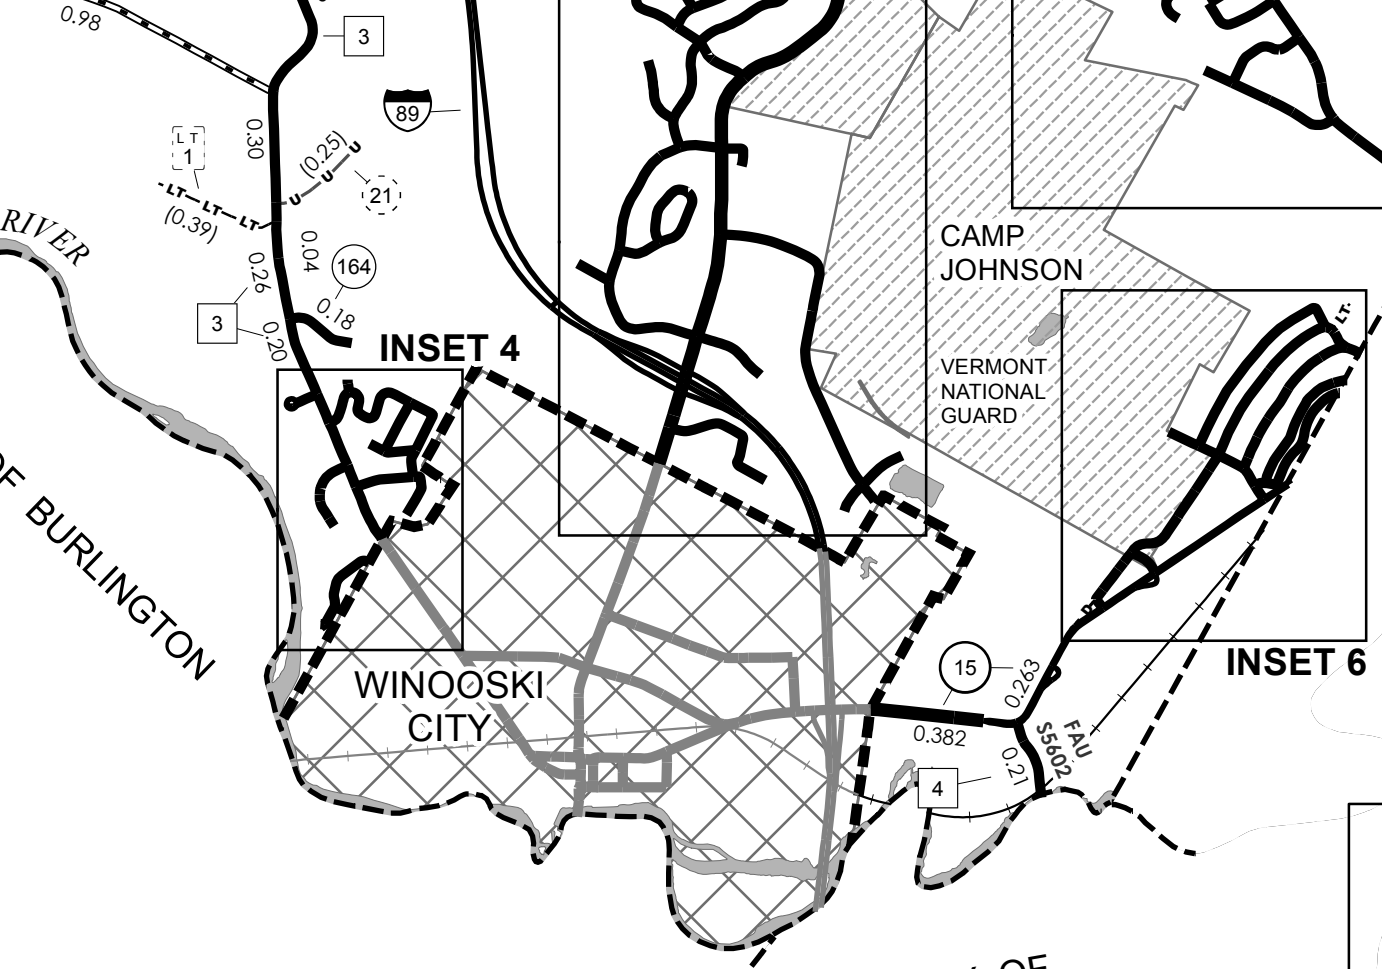 0.98
3
89
0.30
(0.25)
U
U
U
LT
1
21
LT
LT
LT
(0.39)
RIVER
0.04
164
0.26
0.18
3
0.20
INSET 4
CAMP
JOHNSON
VERMONT
NATIONAL
GUARD
LT
OF BURLINGTON
WINOOSKI
CITY
15
0.263
INSET 6
0.382
FAU
S5602
0.21
4
OF